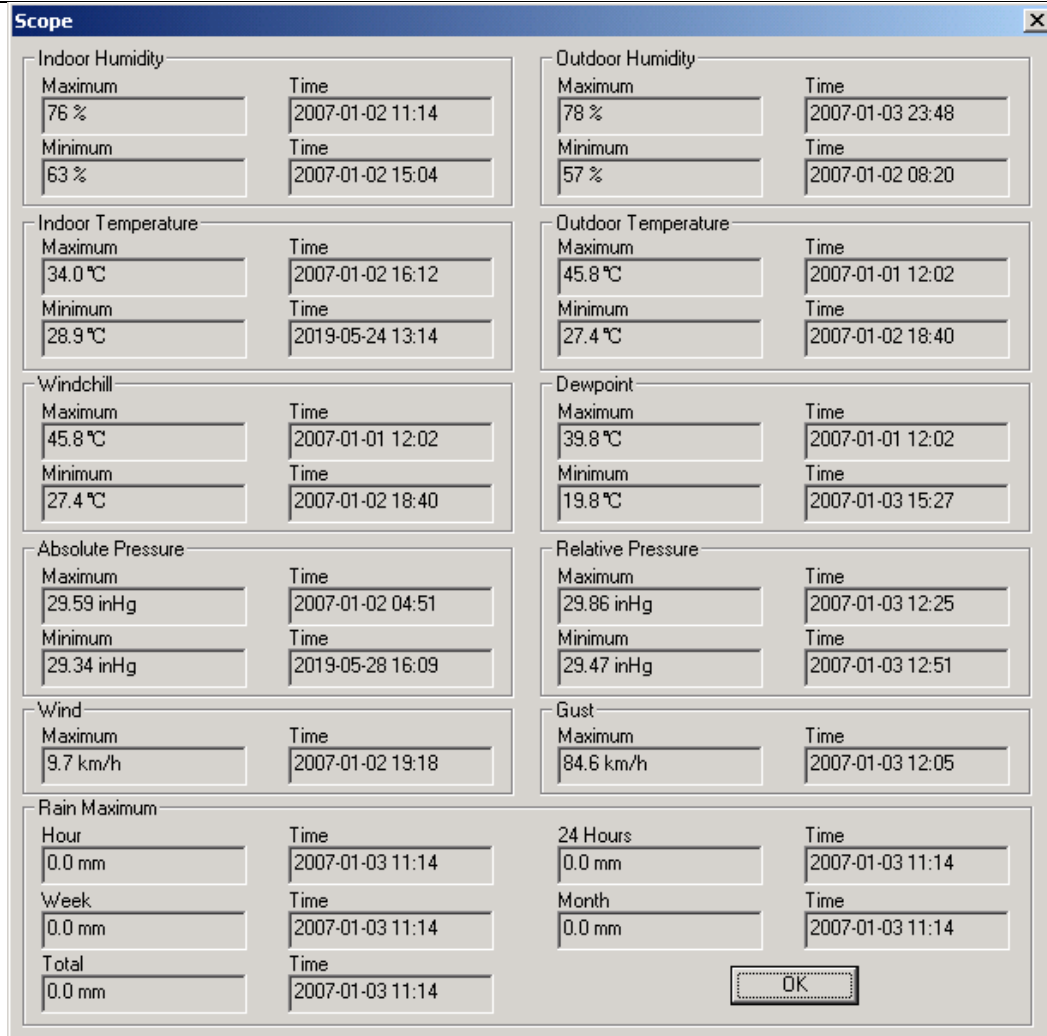 Scope
Indoor Humidity
Maximum Time
76 % 2007-01-02 11:14
Minimum Time
63 % 2007-01-02 15:04
Outdoor Humidity
Maximum Time
78 % 2007-01-03 23:48
Minimum Time
57 % 2007-01-02 08:20
Indoor Temperature
Maximum Time
34.0 °C 2007-01-02 16:12
Minimum Time
28.9 °C 2019-05-24 13:14
Outdoor Temperature
Maximum Time
45.8 °C 2007-01-01 12:02
Minimum Time
27.4 °C 2007-01-02 18:40
Windchill
Maximum Time
45.8 °C 2007-01-01 12:02
Minimum Time
27.4 °C 2007-01-02 18:40
Dewpoint
Maximum Time
39.8 °C 2007-01-01 12:02
Minimum Time
19.8 °C 2007-01-03 15:27
Absolute Pressure
Maximum Time
29.59 inHg 2007-01-02 04:51
Minimum Time
29.34 inHg 2019-05-28 16:09
Relative Pressure
Maximum Time
29.86 inHg 2007-01-03 12:25
Minimum Time
29.47 inHg 2007-01-03 12:51
Wind
Maximum Time
9.7 km/h 2007-01-02 19:18
Gust
Maximum Time
84.6 km/h 2007-01-03 12:05
Rain Maximum
Hour Time 24 Hours Time
0.0 mm 2007-01-03 11:14 0.0 mm 2007-01-03 11:14
Week Time Month Time
0.0 mm 2007-01-03 11:14 0.0 mm 2007-01-03 11:14
Total Time
0.0 mm 2007-01-03 11:14
OK